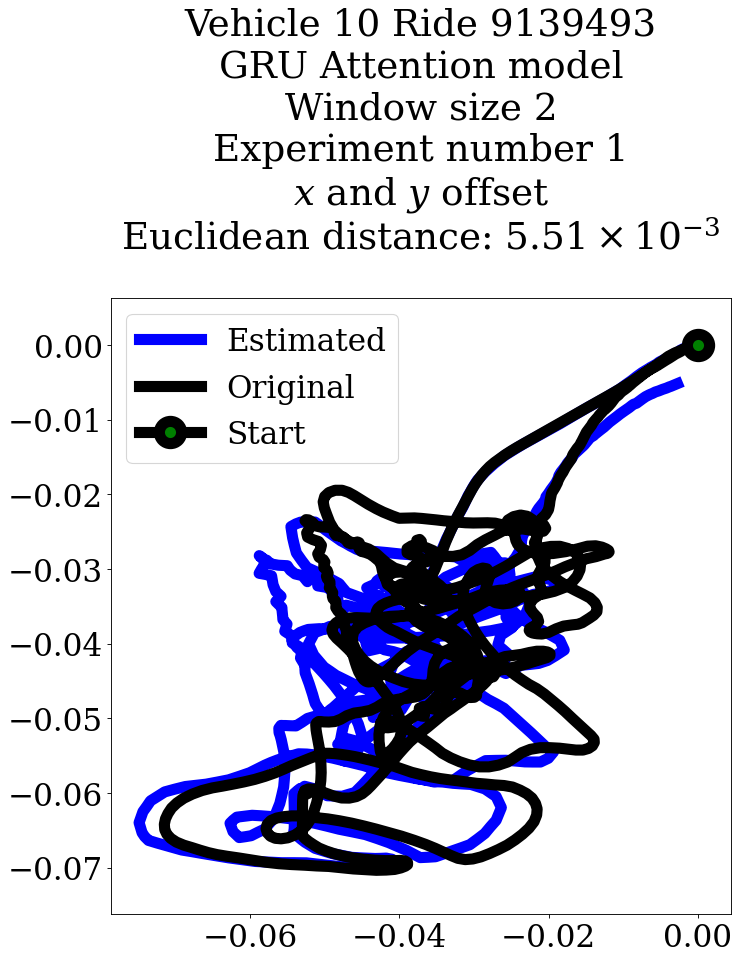 Vehicle 10 Ride 9139493
GRU Attention model
Window size 2
Experiment number 1
x and y offset
Euclidean distance: 5.51 × 10⁻³
Estimated
Original
Start
0.00
−0.01
−0.02
−0.03
−0.04
−0.05
−0.06
−0.07
−0.06 −0.04 −0.02 0.00